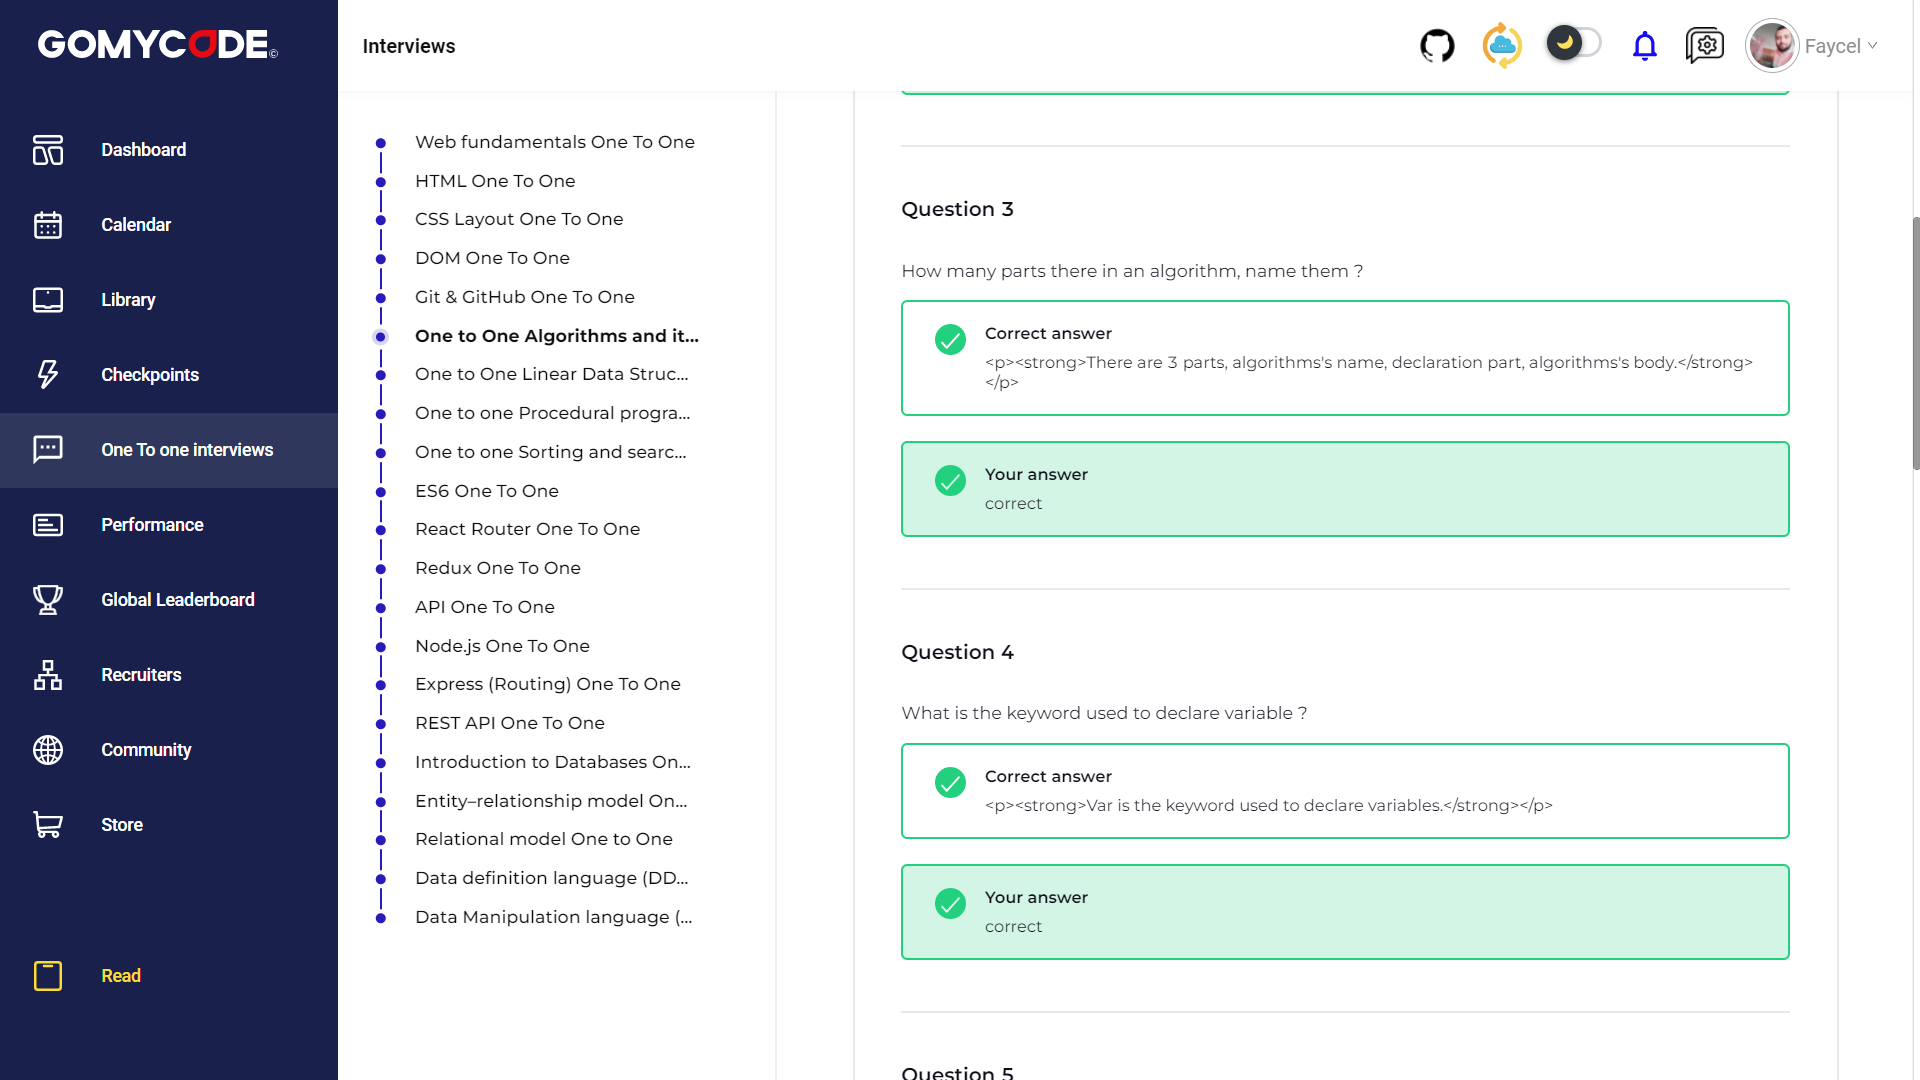 GOMYCODE©
Dashboard
Calendar
Library
Checkpoints
One To one interviews
Performance
Global Leaderboard
Recruiters
Community
Store
Read
Interviews
Faycel
Web fundamentals One To One
HTML One To One
CSS Layout One To One
DOM One To One
Git & GitHub One To One
One to One Algorithms and it...
One to One Linear Data Struc...
One to one Procedural progra...
One to one Sorting and searc...
ES6 One To One
React Router One To One
Redux One To One
API One To One
Node.js One To One
Express (Routing) One To One
REST API One To One
Introduction to Databases On...
Entity–relationship model On...
Relational model One to One
Data definition language (DD...
Data Manipulation language (...
Question 3
How many parts there in an algorithm, name them ?
Correct answer
<p><strong>There are 3 parts, algorithms's name, declaration part, algorithms's body.</strong>
</p>
Your answer
correct
Question 4
What is the keyword used to declare variable ?
Correct answer
<p><strong>Var is the keyword used to declare variables.</strong></p>
Your answer
correct
Question 5